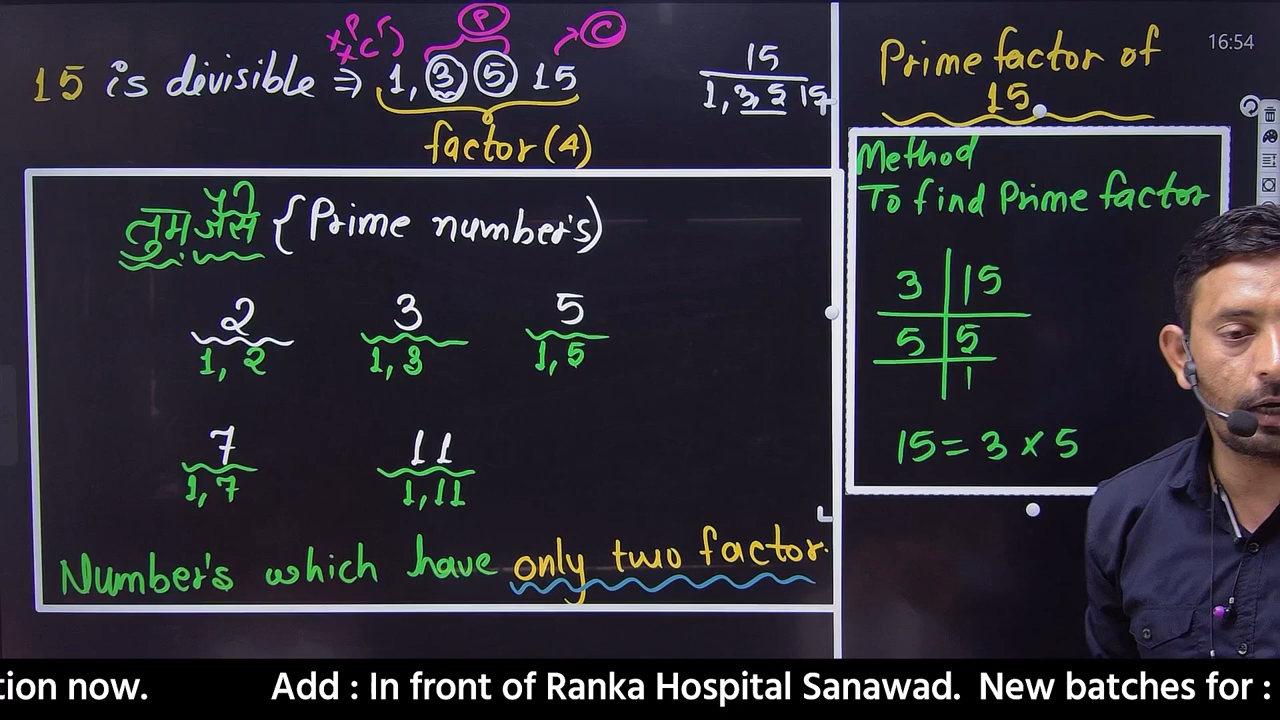 P
x P c
x x
15 is divisible ⇒ 1, 3 5 15
C
factor (4)
15
1, 3, 5 15
तुम जैसे {Prime number's)
2
1, 2
3
1, 3
5
1, 5
7
1, 7
11
1, 11
Number's which have only two factor.
Prime factor of
15
16:54
Method
To find Prime factor
3 | 15
5 | 5
1
15 = 3 × 5
tion now. Add : In front of Ranka Hospital Sanawad. New batches for :